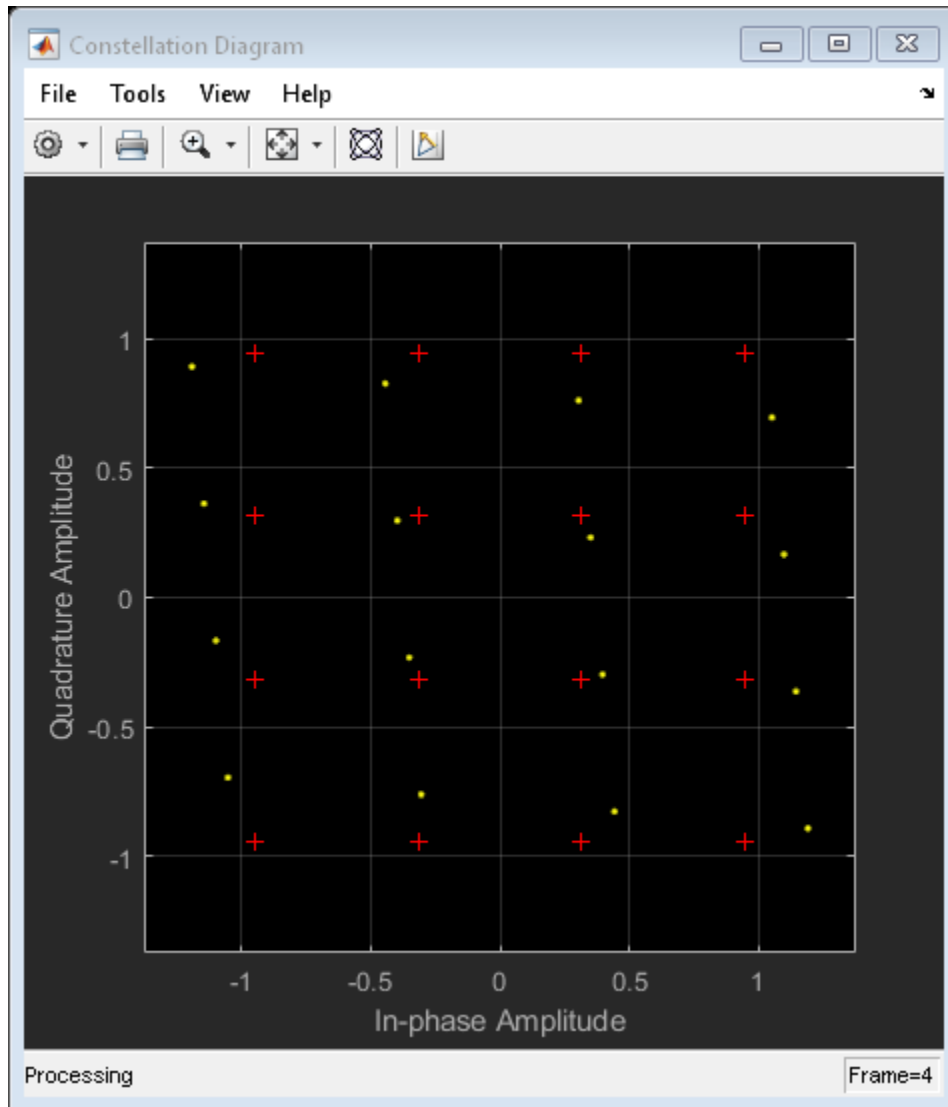 Constellation Diagram
File Tools View Help
1
0.5
0
-0.5
-1
Quadrature Amplitude
-1 -0.5 0 0.5 1
In-phase Amplitude
Processing Frame=4